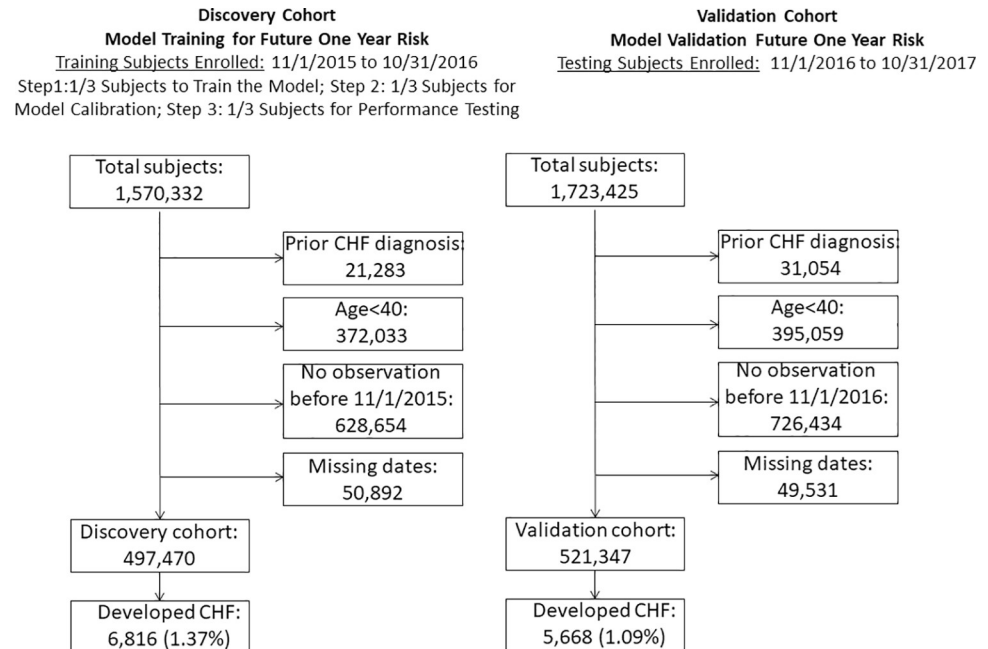 Discovery Cohort
Model Training for Future One Year Risk
Training Subjects Enrolled: 11/1/2015 to 10/31/2016
Step1:1/3 Subjects to Train the Model; Step 2: 1/3 Subjects for
Model Calibration; Step 3: 1/3 Subjects for Performance Testing
Total subjects:
1,570,332
Prior CHF diagnosis:
21,283
Age<40:
372,033
No observation
before 11/1/2015:
628,654
Missing dates:
50,892
Discovery cohort:
497,470
Developed CHF:
6,816 (1.37%)
Validation Cohort
Model Validation Future One Year Risk
Testing Subjects Enrolled: 11/1/2016 to 10/31/2017
Total subjects:
1,723,425
Prior CHF diagnosis:
31,054
Age<40:
395,059
No observation
before 11/1/2016:
726,434
Missing dates:
49,531
Validation cohort:
521,347
Developed CHF:
5,668 (1.09%)